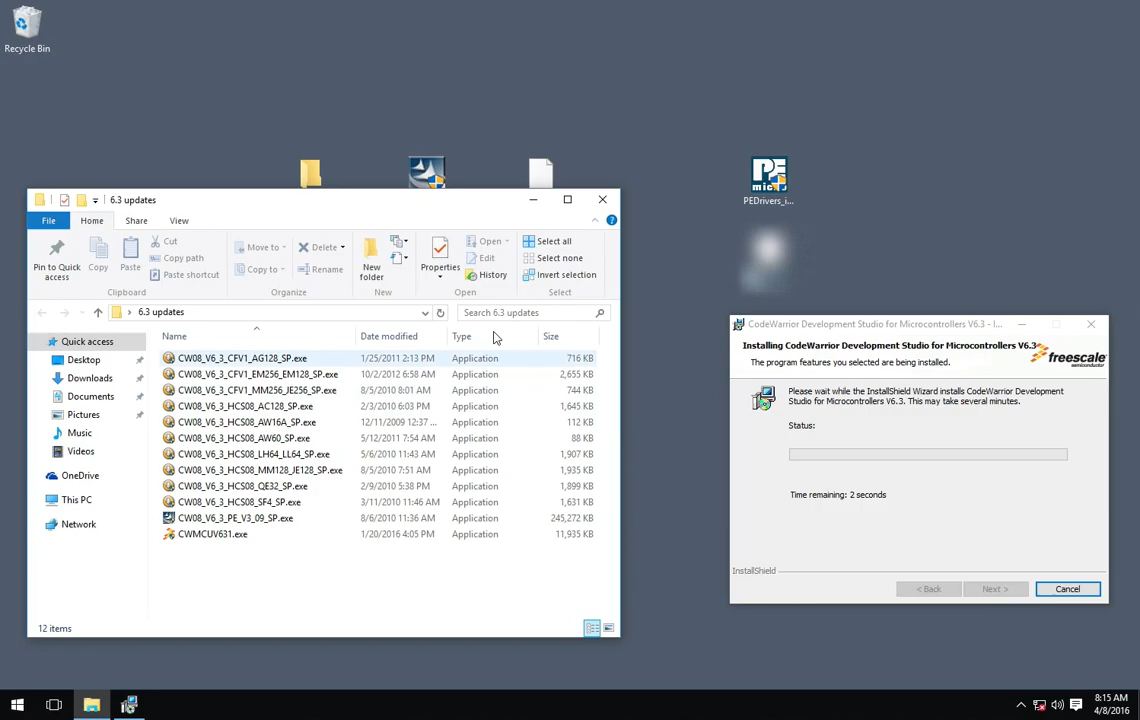 Recycle Bin
PEmicro
PEDrivers_i...
6.3 updates
File Home Share View
Pin to Quick access
Copy
Paste
Cut
Copy path
Paste shortcut
Clipboard
Move to
Copy to
Delete
Rename
Organize
New folder
New
Properties
Open
Edit
History
Open
Select all
Select none
Invert selection
Select
6.3 updates
Search 6.3 updates
Name Date modified Type Size
Quick access
Desktop
Downloads
Documents
Pictures
Music
Videos
OneDrive
This PC
Network
CW08_V6_3_CFV1_AG128_SP.exe 1/25/2011 2:13 PM Application 716 KB
CW08_V6_3_CFV1_EM256_EM128_SP.exe 10/2/2012 6:58 AM Application 2,655 KB
CW08_V6_3_CFV1_MM256_JE256_SP.exe 8/5/2010 8:01 AM Application 744 KB
CW08_V6_3_HCS08_AC128_SP.exe 2/3/2010 6:03 PM Application 1,645 KB
CW08_V6_3_HCS08_AW16A_SP.exe 12/11/2009 12:37 ... Application 112 KB
CW08_V6_3_HCS08_AW60_SP.exe 5/12/2011 7:54 AM Application 88 KB
CW08_V6_3_HCS08_LH64_LL64_SP.exe 5/6/2010 11:43 AM Application 1,907 KB
CW08_V6_3_HCS08_MM128_JE128_SP.exe 8/5/2010 7:51 AM Application 1,935 KB
CW08_V6_3_HCS08_QE32_SP.exe 2/9/2010 5:38 PM Application 1,899 KB
CW08_V6_3_HCS08_SF4_SP.exe 3/11/2010 11:46 AM Application 1,631 KB
CW08_V6_3_PE_V3_09_SP.exe 8/6/2010 11:36 AM Application 245,272 KB
CWMCUV631.exe 1/20/2016 4:05 PM Application 11,935 KB
12 items
CodeWarrior Development Studio for Microcontrollers V6.3 - I...
Installing CodeWarrior Development Studio for Microcontrollers V6.3
The program features you selected are being installed.
freescale
semiconductor
Please wait while the InstallShield Wizard installs CodeWarrior Development
Studio for Microcontrollers V6.3. This may take several minutes.
Status:
Time remaining: 2 seconds
InstallShield
< Back Next > Cancel
8:15 AM
4/8/2016